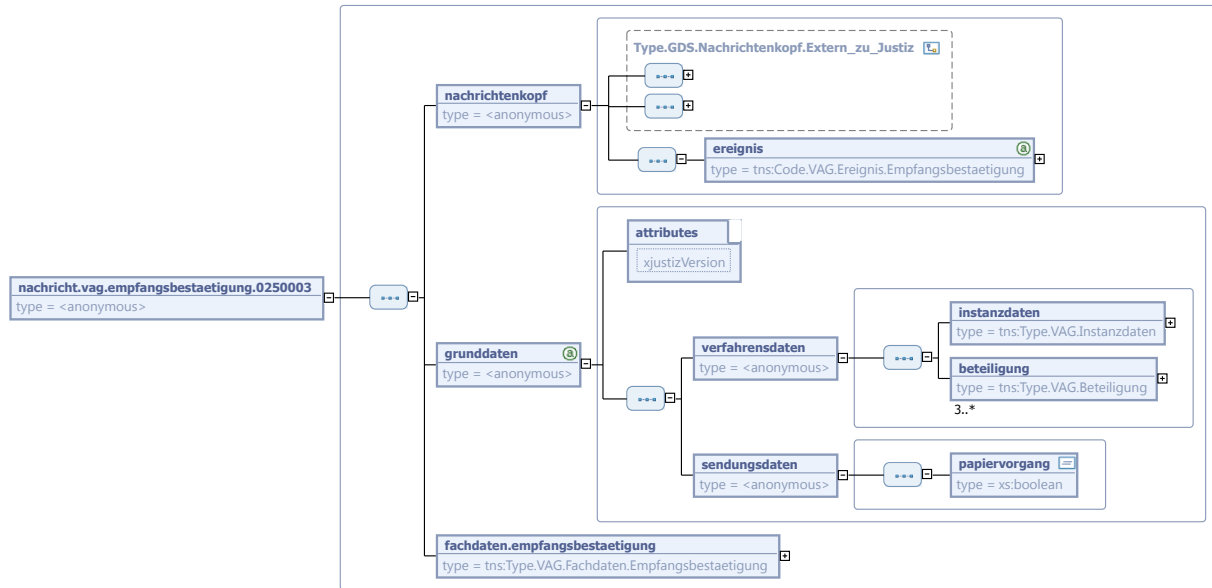 Type.GDS.Nachrichtenkopf.Extern_zu_Justiz
nachrichtenkopf
type = <anonymous>
ereignis
type = tns:Code.VAG.Ereignis.Empfangsbestaetigung
attributes
xjustizVersion
nachricht.vag.empfangsbestaetigung.0250003
type = <anonymous>
instanzdaten
type = tns:Type.VAG.Instanzdaten
grunddaten
type = <anonymous>
verfahrensdaten
type = <anonymous>
beteiligung
type = tns:Type.VAG.Beteiligung
3..*
sendungsdaten
type = <anonymous>
papiervorgang
type = xs:boolean
fachdaten.empfangsbestaetigung
type = tns:Type.VAG.Fachdaten.Empfangsbestaetigung